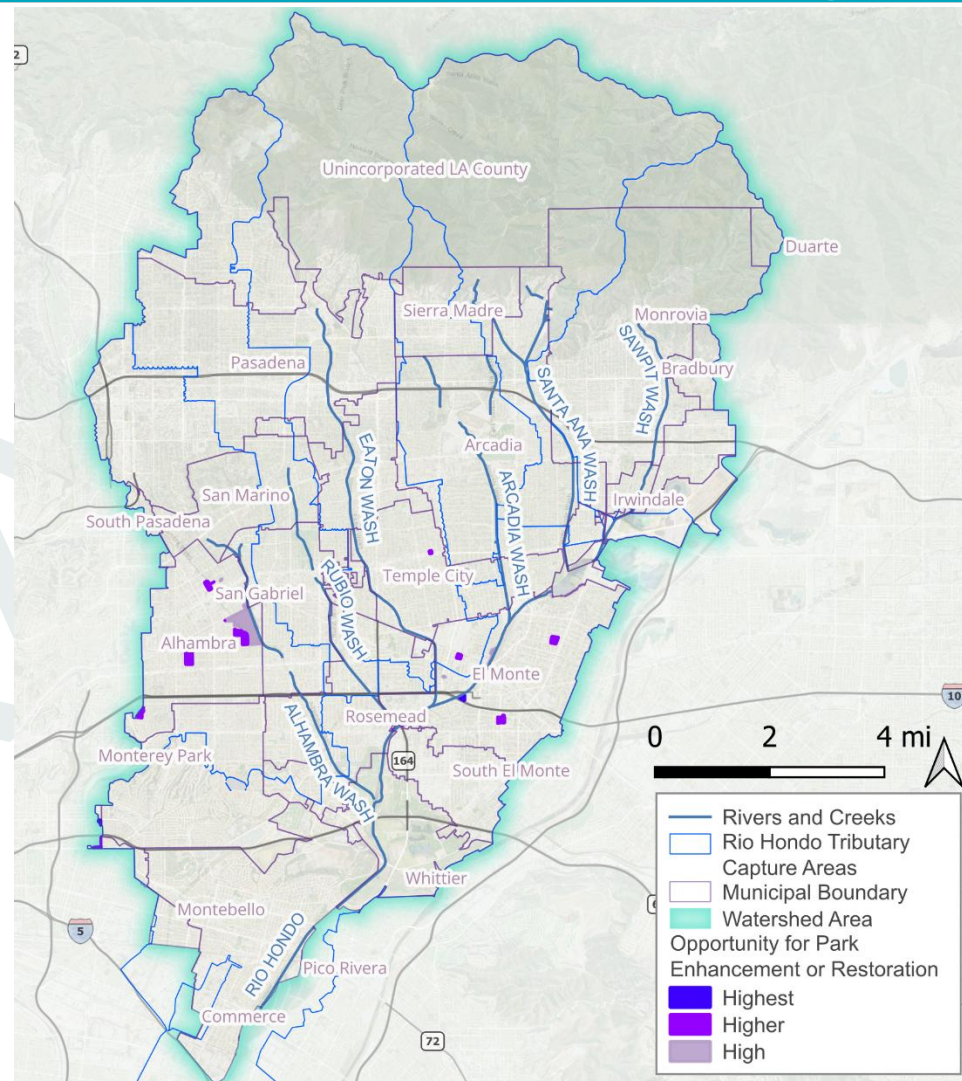 2
Unincorporated LA County
Duarte
Sierra Madre
Monrovia
SAWPIT WASH
Bradbury
Pasadena
SANTA ANA WASH
EATON WASH
Arcadia
ARCADIA WASH
San Marino
Irwindale
South Pasadena
RUBIO WASH
Temple City
San Gabriel
Alhambra
El Monte
10
Rosemead
ALHAMBRA WASH
Monterey Park
164
South El Monte
0 2 4 mi
Whittier
Montebello
5
RIO HONDO
Pico Rivera
Commerce
72
Rivers and Creeks
Rio Hondo Tributary
Capture Areas
Municipal Boundary
Watershed Area
Opportunity for Park
Enhancement or Restoration
Highest
Higher
High